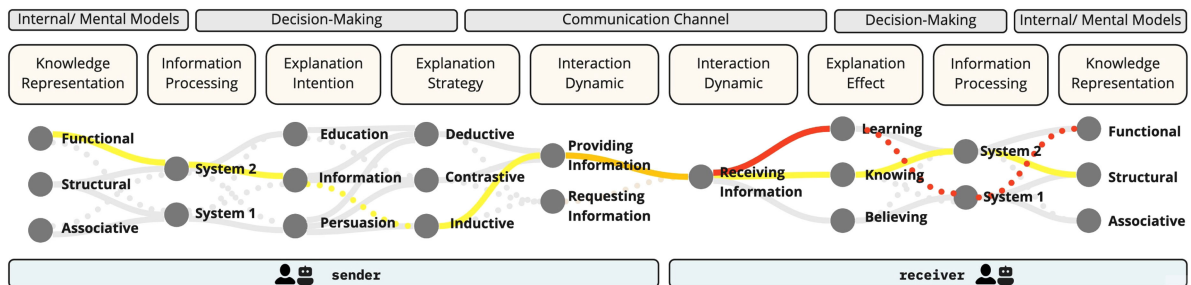 Internal/ Mental Models
Decision-Making
Communication Channel
Decision-Making
Internal/ Mental Models
Knowledge
Representation
Information
Processing
Explanation
Intention
Explanation
Strategy
Interaction
Dynamic
Interaction
Dynamic
Explanation
Effect
Information
Processing
Knowledge
Representation
Functional
Structural
Associative
System 2
System 1
Education
Information
Persuasion
Deductive
Contrastive
Inductive
Providing
Information
Requesting
Information
Receiving
Information
Learning
Knowing
Believing
System 2
System 1
Functional
Structural
Associative
sender
receiver